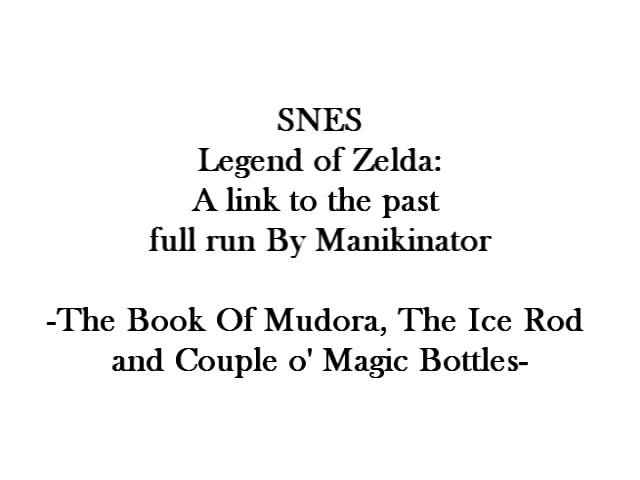 SNES
Legend of Zelda:
A link to the past
full run By Manikinator
-The Book Of Mudora, The Ice Rod
and Couple o' Magic Bottles-